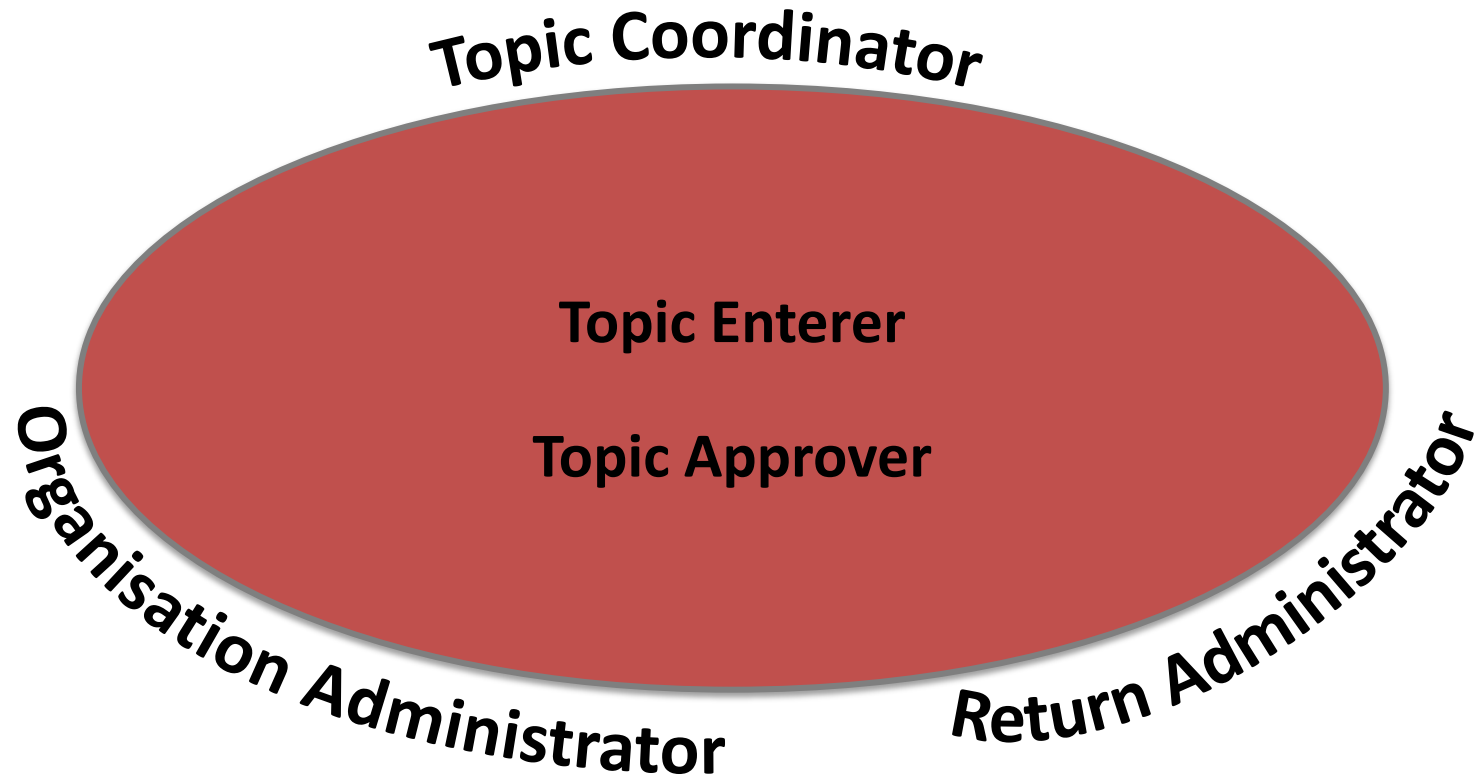 Topic Coordinator
Topic Enterer
Topic Approver
Organisation Administrator
Return Administrator